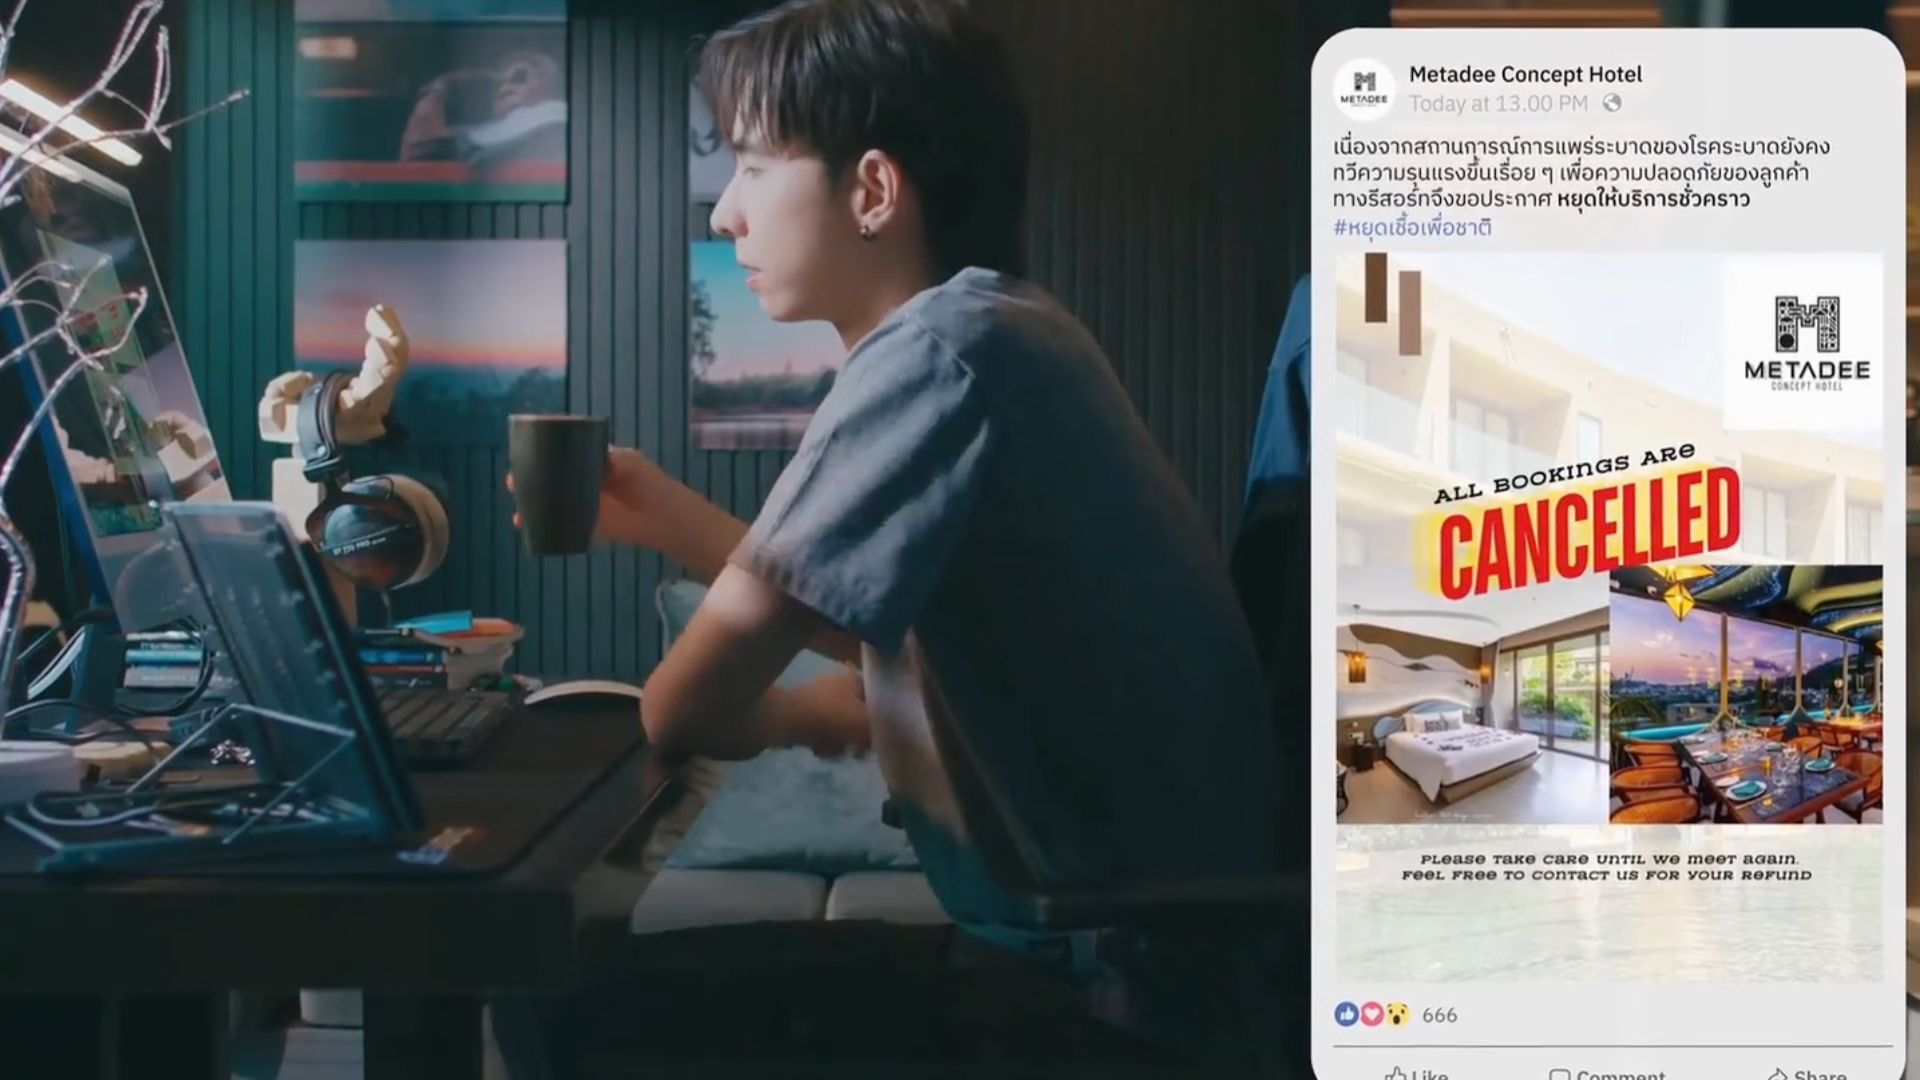 Metadee Concept Hotel
METADEE
Today at 13.00 PM
เนื่องจากสถานการณ์การแพร่ระบาดของโรคระบาดยังคง
ทวีความรุนแรงขึ้นเรื่อย ๆ เพื่อความปลอดภัยของลูกค้า
ทางรีสอร์ทจึงขอประกาศ หยุดให้บริการชั่วคราว
#หยุดเชื้อเพื่อชาติ
METADEE
CONCEPT HOTEL
ALL BOOKINGS ARE
CANCELLED
PLEASE TAKE CARE UNTIL WE MEET AGAIN.
FEEL FREE TO CONTACT US FOR YOUR REFUND
666
Like
Comment
Share